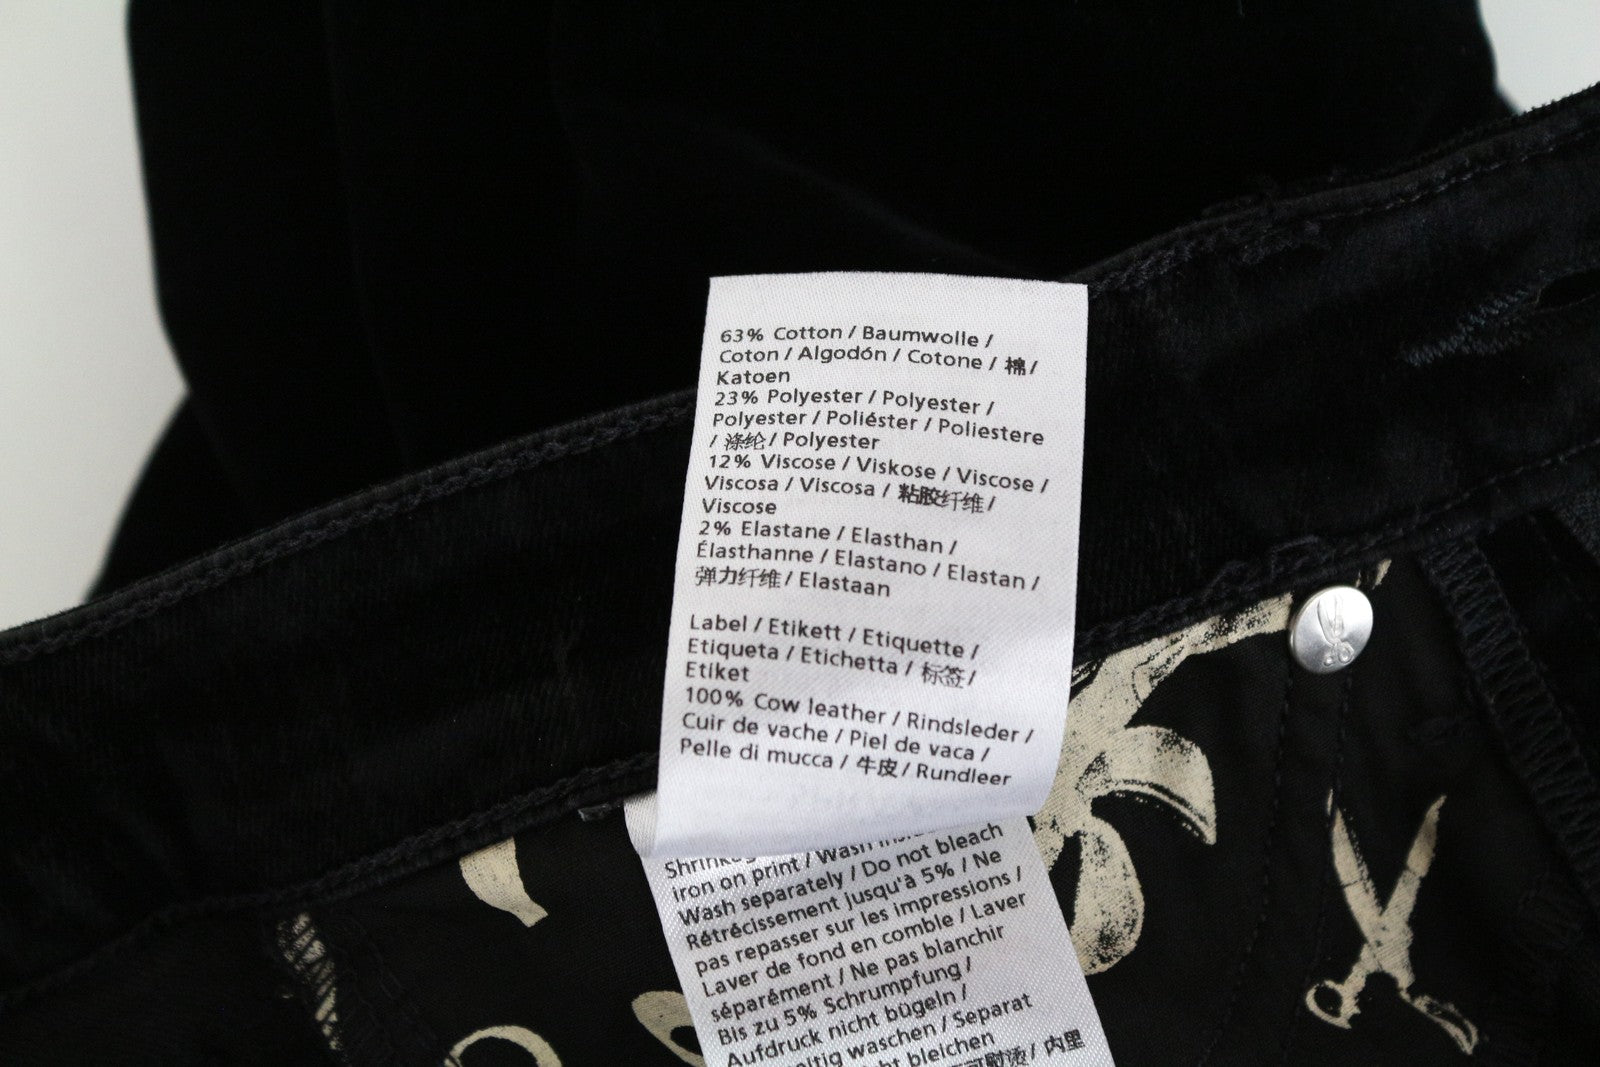 63% Cotton / Baumwolle /
Coton / Algodón / Cotone / 棉/
Katoen
23% Polyester / Polyester /
Polyester / Poliéster / Poliestere
/ 涤纶/ Polyester
12% Viscose / Viskose / Viscose /
Viscosa / Viscosa / 粘胶纤维/
Viscose
2% Elastane / Elasthan /
Élasthanne / Elastano / Elastan /
弹力纤维/ Elastaan
Label / Etikett / Etiquette /
Etiqueta / Etichetta / 标签/
Etiket
100% Cow leather / Rindsleder /
Cuir de vache / Piel de vaca /
Pelle di mucca / 牛皮/ Rundleer
iron on print / Wash
Wash separately / Do not bleach
Rétrécissement jusqu'à 5% / Ne
pas repasser sur les impressions /
Laver de fond en comble / Laver
séparément / Ne pas blanchir
Bis zu 5% Schrumpfung /
Aufdruck nicht bügeln /
waschen / Separat
bleichen
内里